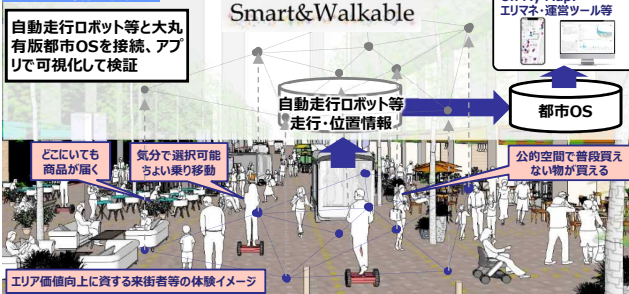 Smart&Walkable
エリマネ・運営ツール等
自動走行ロボット等と大丸
有版都市OSを接続、アプ
リで可視化して検証
自動走行ロボット等
走行・位置情報
都市OS
どこにいても
商品が届く
気分で選択可能
ちょい乗り移動
公的空間で普段買え
ない物が買える
エリア価値向上に資する来街者等の体験イメージ